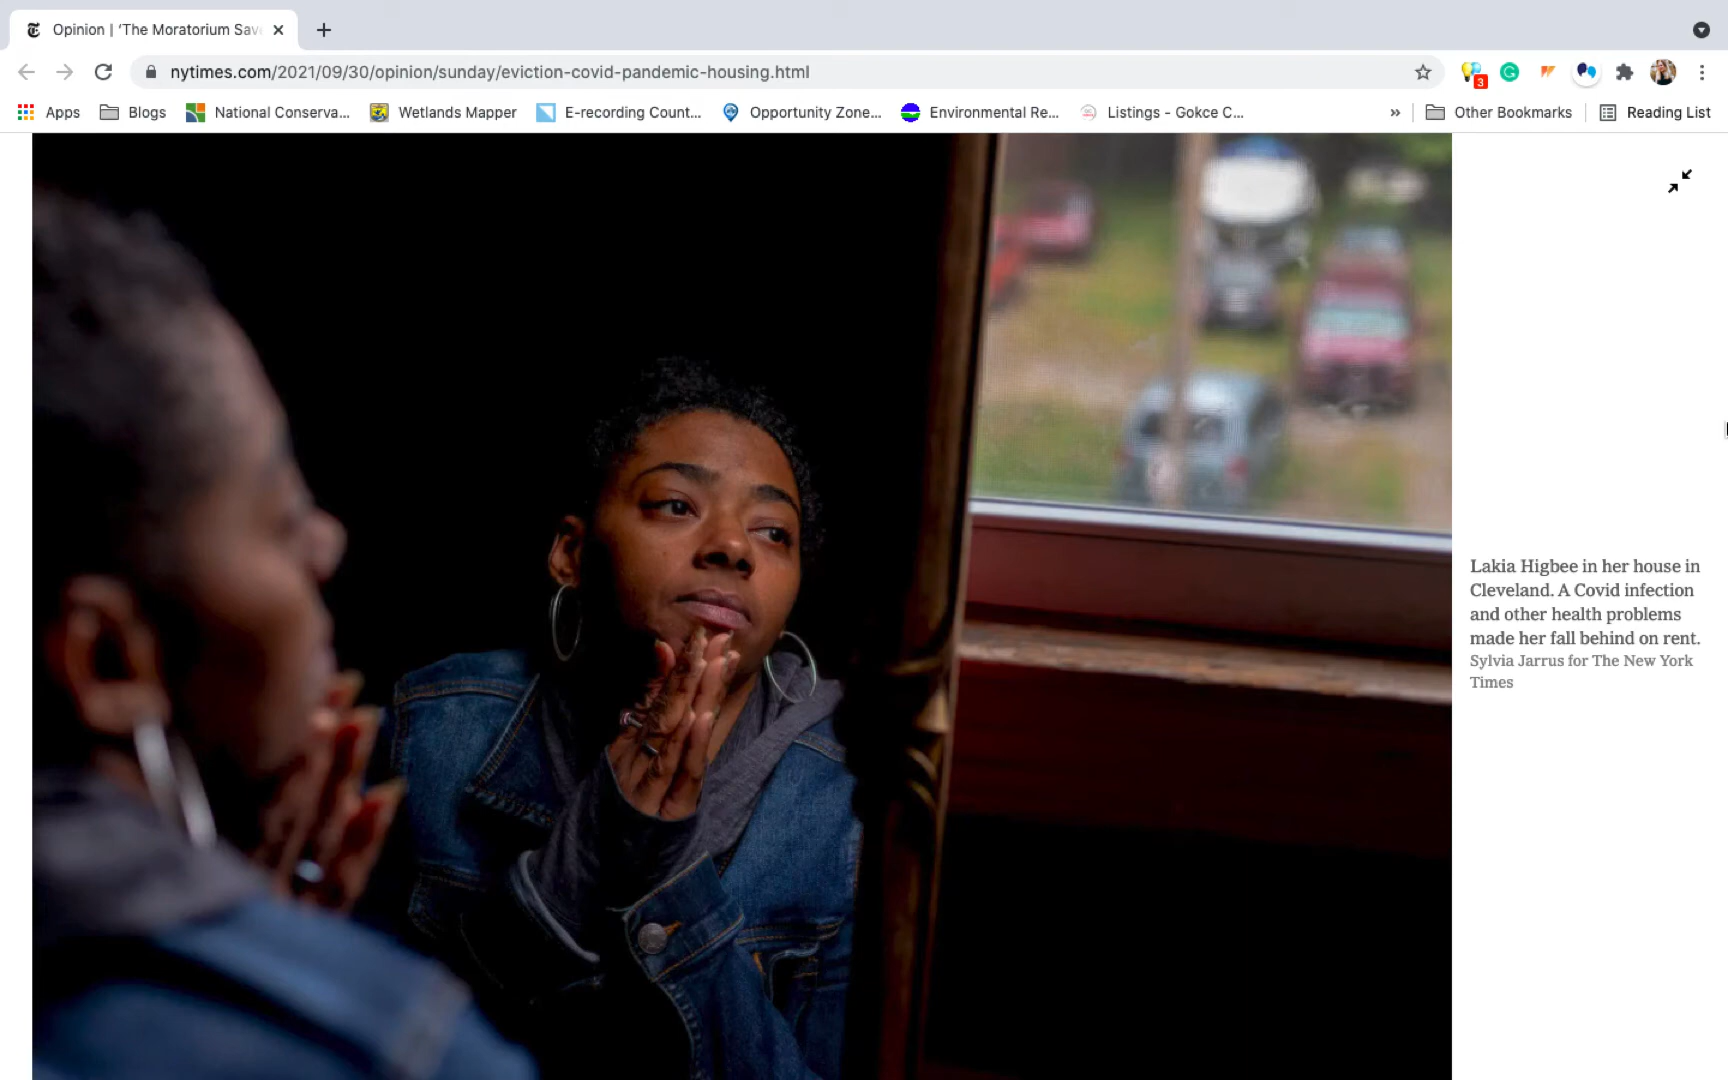 Opinion | ‘The Moratorium Sav
nytimes.com/2021/09/30/opinion/sunday/eviction-covid-pandemic-housing.html
3
Apps Blogs National Conserva... Wetlands Mapper E-recording Count... Opportunity Zone... Environmental Re... Listings - Gokce C... » Other Bookmarks Reading List
Lakia Higbee in her house in
Cleveland. A Covid infection
and other health problems
made her fall behind on rent.
Sylvia Jarrus for The New York
Times